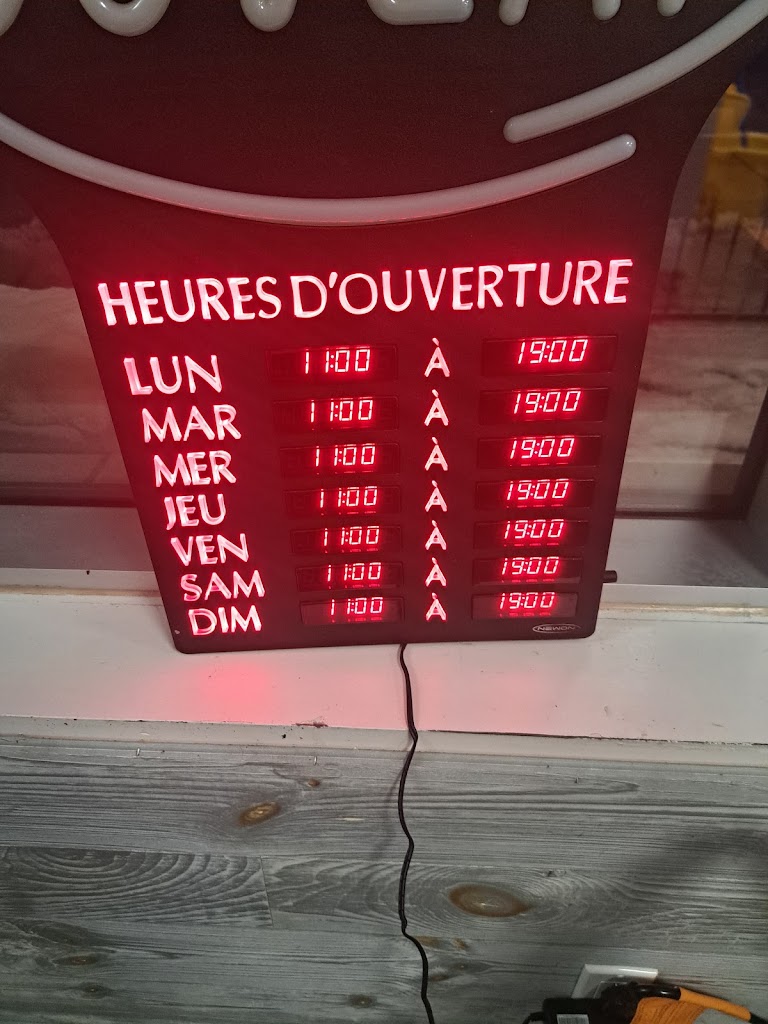 HEURES D'OUVERTURE
LUN 11:00 À 19:00
MAR 11:00 À 19:00
MER 11:00 À 19:00
JEU 11:00 À 19:00
VEN 11:00 À 19:00
SAM 11:00 À 19:00
DIM 11:00 À 19:00
NEWON